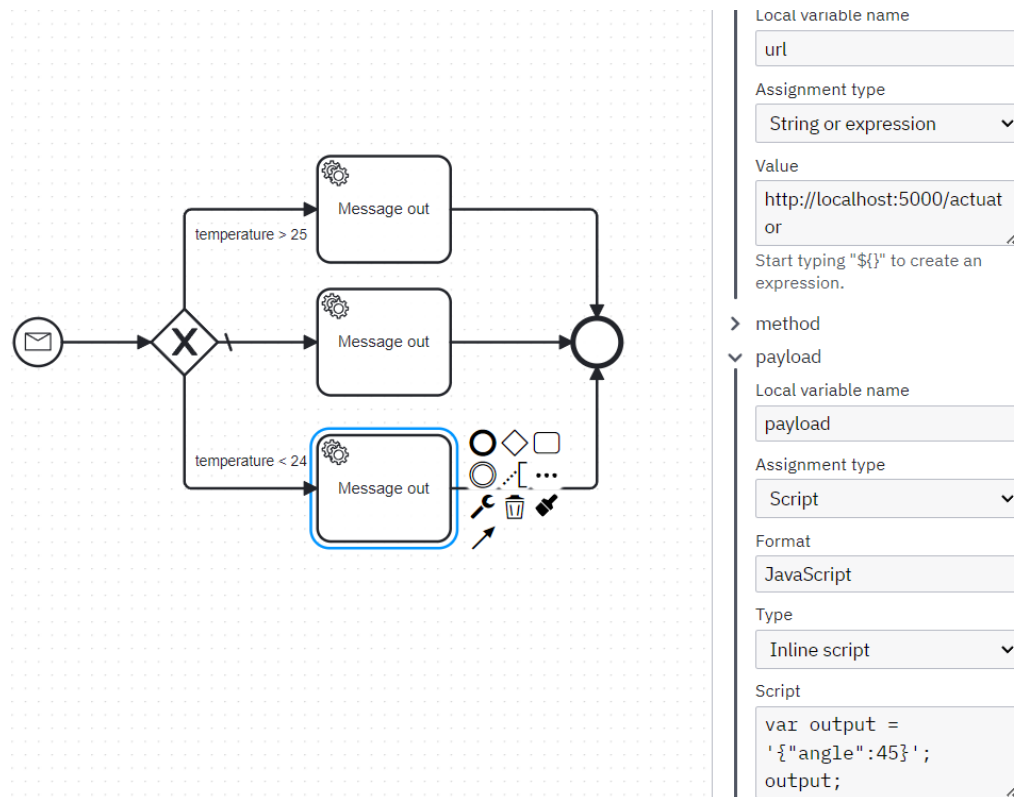 temperature > 25
Message out
Message out
temperature < 24
Message out
Local variable name
url
Assignment type
String or expression
Value
http://localhost:5000/actuat
or
Start typing "${}" to create an
expression.
method
payload
Local variable name
payload
Assignment type
Script
Format
JavaScript
Type
Inline script
Script
var output =
'{"angle":45}';
output;